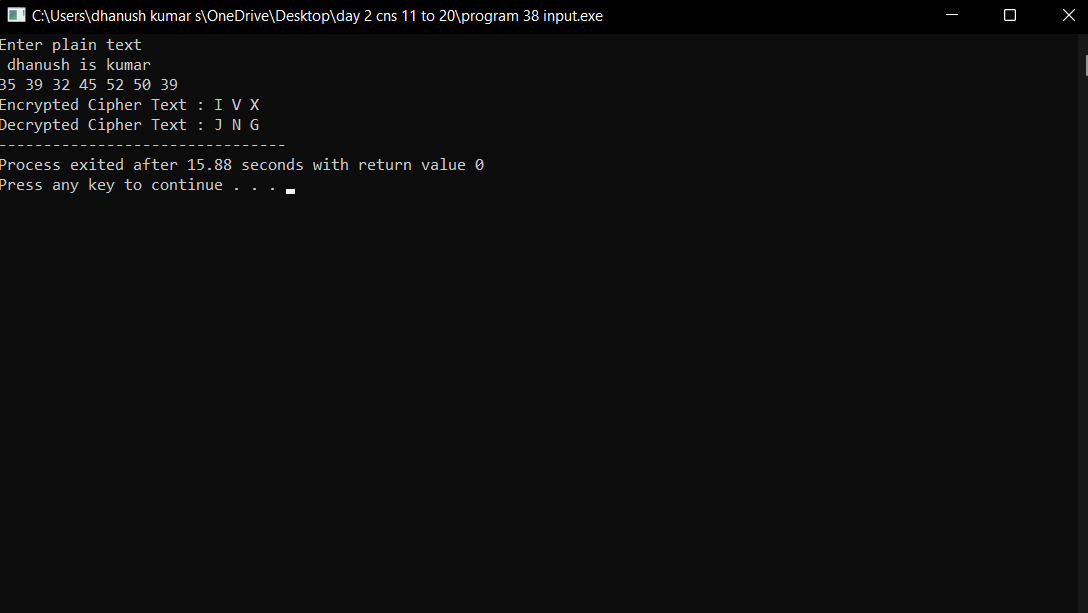 C:\Users\dhanush kumar s\OneDrive\Desktop\day 2 cns 11 to 20\program 38 input.exe
Enter plain text
dhanush is kumar
35 39 32 45 52 50 39
Encrypted Cipher Text : I V X
Decrypted Cipher Text : J N G
--------------------------------
Process exited after 15.88 seconds with return value 0
Press any key to continue . . .